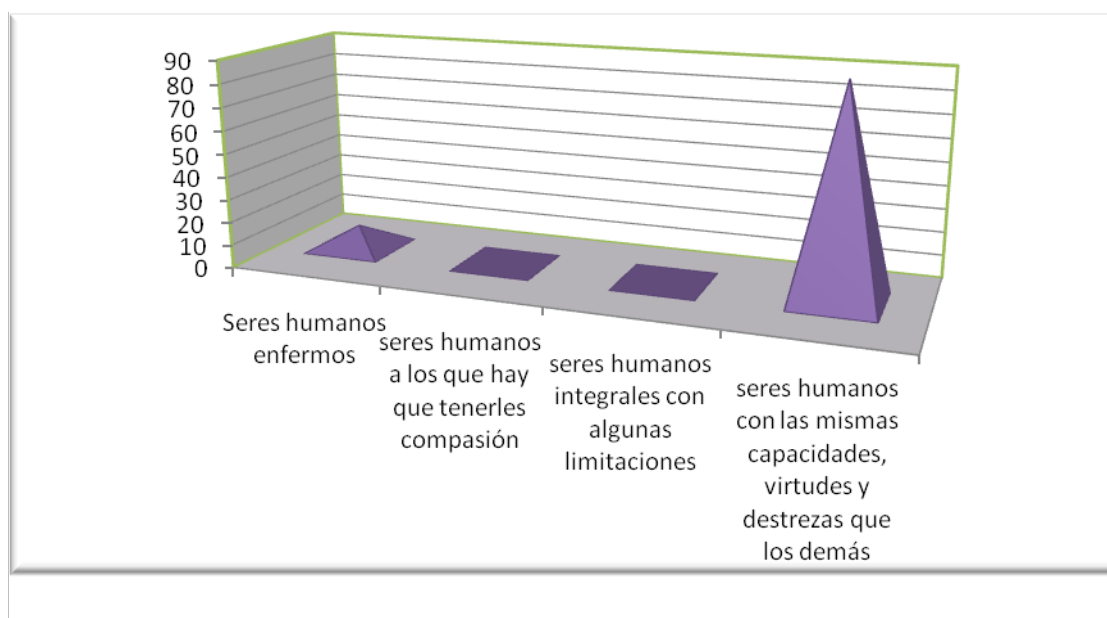 90
80
70
60
50
40
30
20
10
0
Seres humanos
enfermos
seres humanos
a los que hay
que tenerles
compasión
seres humanos
integrales con
algunas
limitaciones
seres humanos
con las mismas
capacidades,
virtudes y
destrezas que
los demás